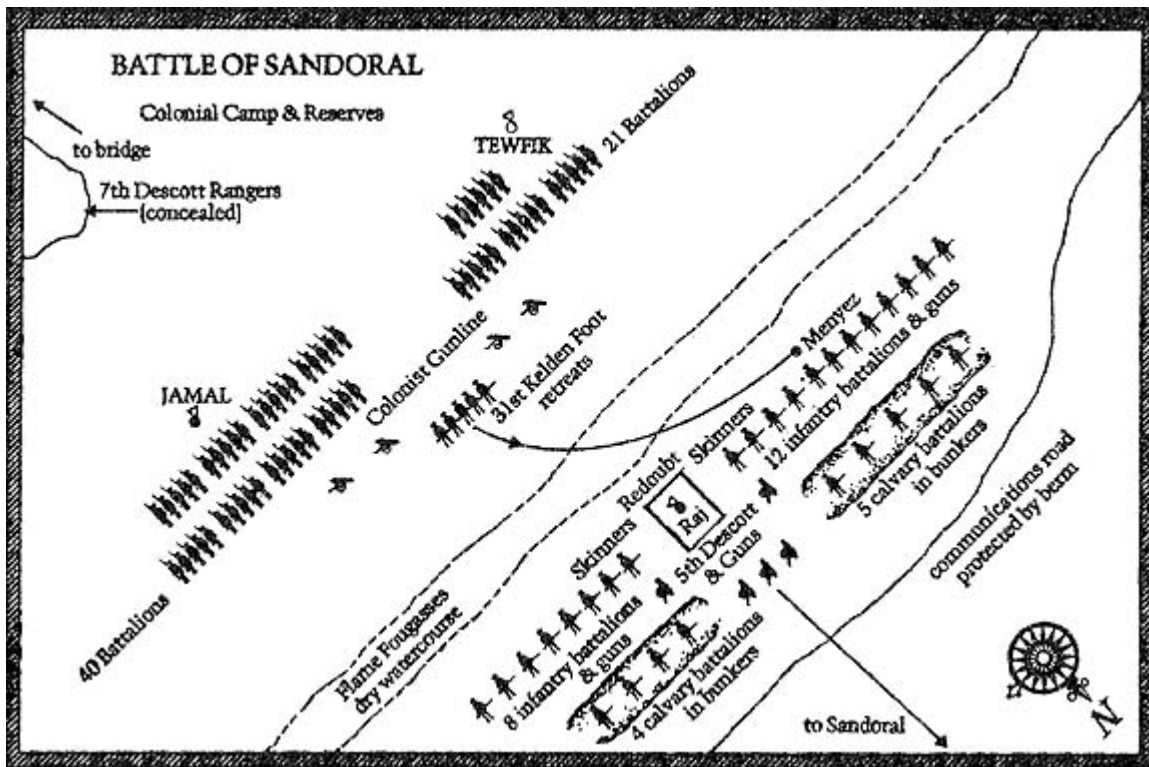 BATTLE OF SANDORAL
Colonial Camp & Reserves
to bridge
7th Descott Rangers
(concealed)
TEWFIK
21 Battalions
JAMAL
Colonist Gunline
31st Kelden Foot
retreats
40 Battalions
Menyez
Skinners
12 infantry battalions & guns
5 calvary battalions
in bunkers
Redoubt
Raj
Skinners
5th Descott
& Guns
8 infantry battalions
& guns
4 calvary battalions
in bunkers
Flame Fougasses
dry watercourse
communications road
protected by berm
to Sandoral
N